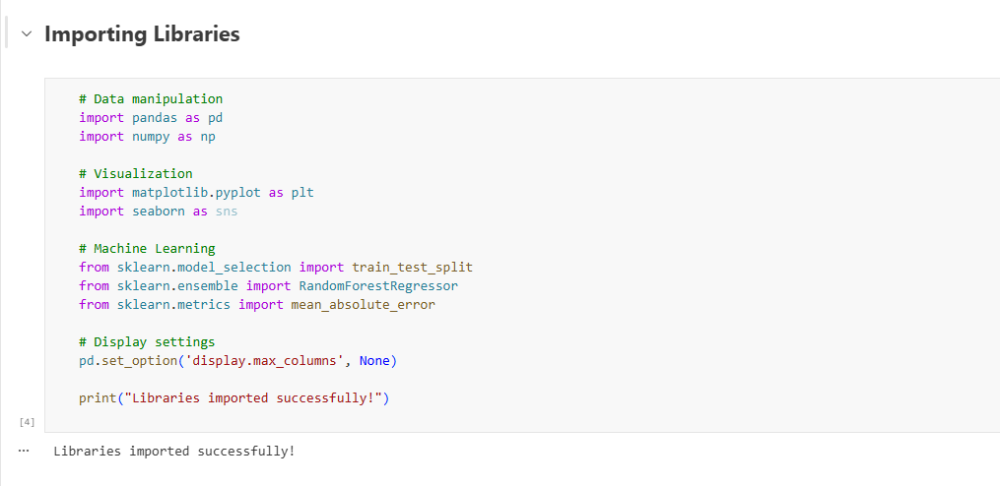 Importing Libraries
# Data manipulation
import pandas as pd
import numpy as np
# Visualization
import matplotlib.pyplot as plt
import seaborn as sns
# Machine Learning
from sklearn.model_selection import train_test_split
from sklearn.ensemble import RandomForestRegressor
from sklearn.metrics import mean_absolute_error
# Display settings
pd.set_option('display.max_columns', None)
print("Libraries imported successfully!")
[4]
... Libraries imported successfully!